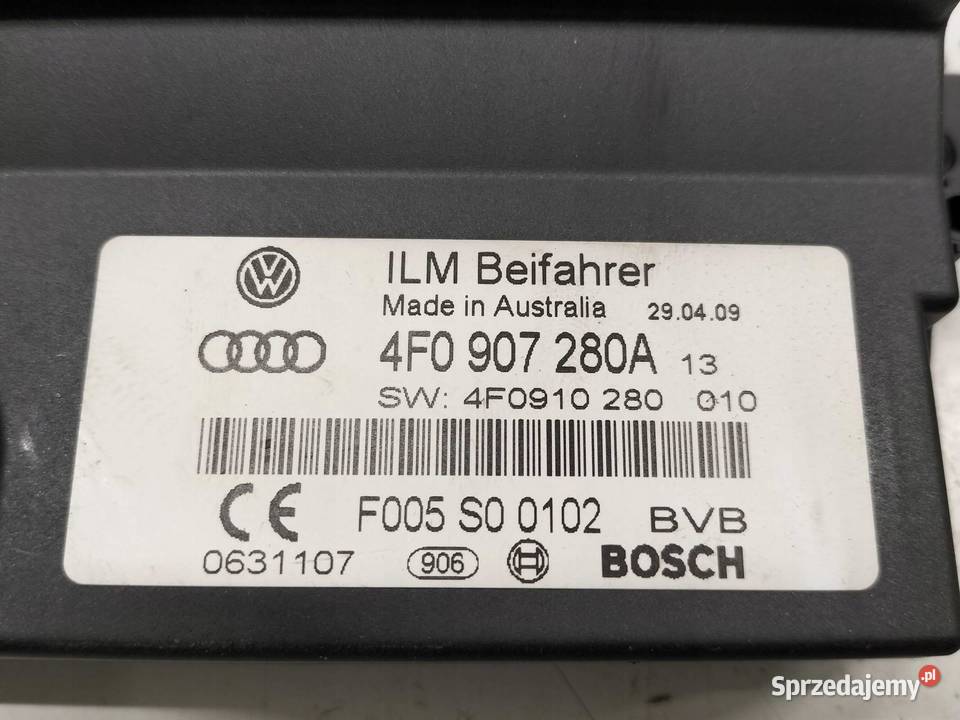 ILM Beifahrer
Made in Australia 29.04.09
4F0 907 280A 13
SW: 4F0910 280 010
CE F005 S0 0102 BVB
0631107 906 BOSCH
Sprzedajemy.pl